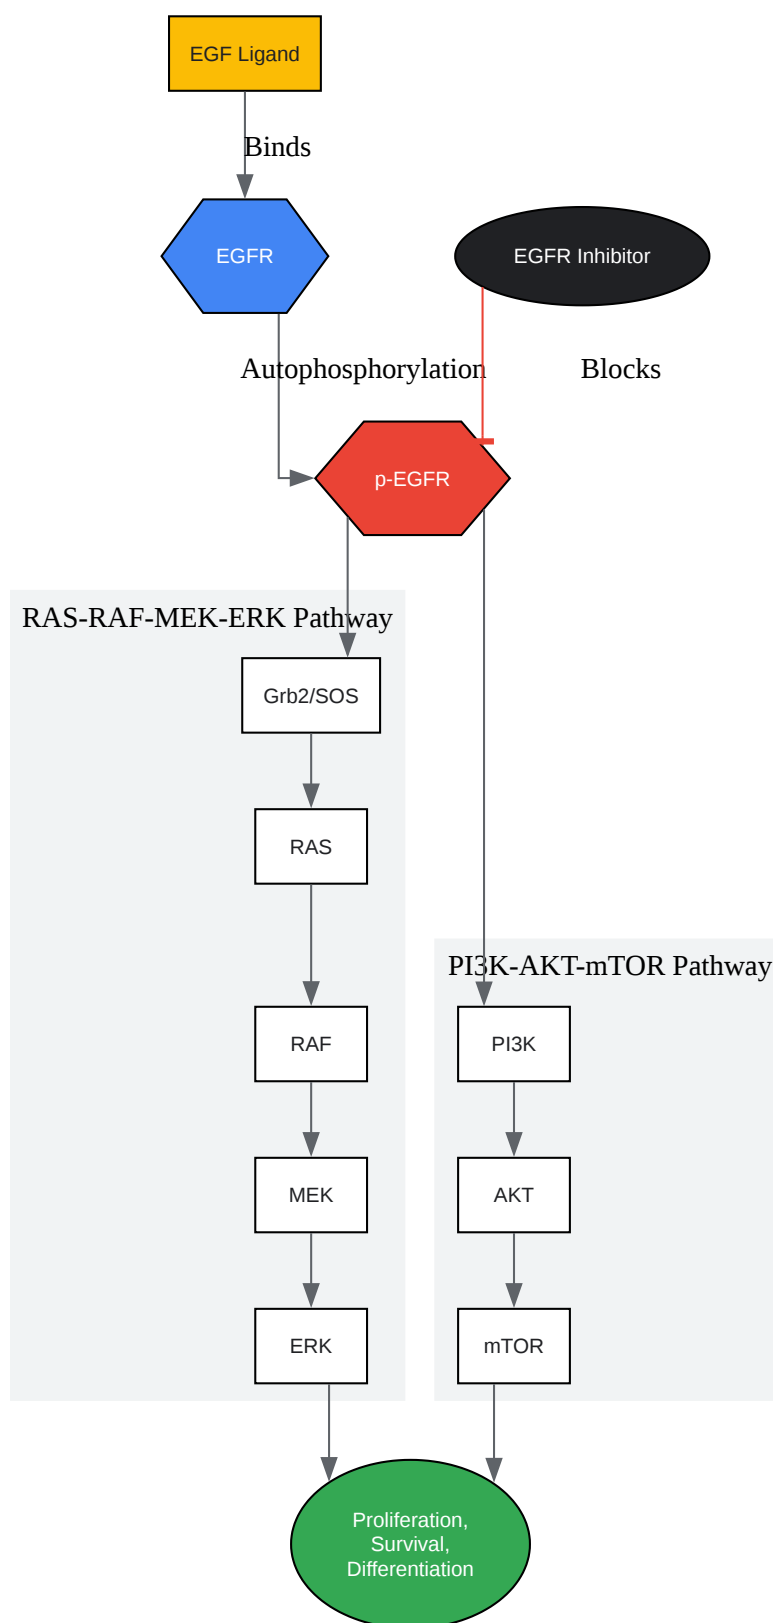 EGF Ligand
Binds
EGFR
EGFR Inhibitor
Autophosphorylation
Blocks
p-EGFR
RAS-RAF-MEK-ERK Pathway
Grb2/SOS
RAS
PI3K-AKT-mTOR Pathway
RAF
PI3K
MEK
AKT
ERK
mTOR
Proliferation,
Survival,
Differentiation